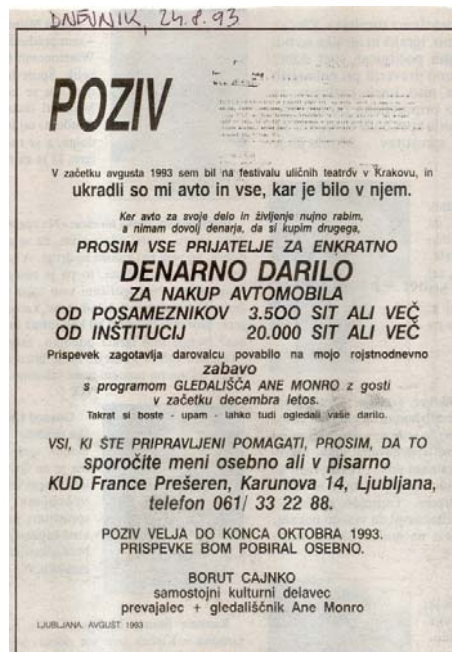 DNEVNIK, 24.8.93
POZIV
V začetku avgusta 1993 sem bil na festivalu uličnih teatrov v Krakovu, in
ukradli so mi avto in vse, kar je bilo v njem.
Ker avto za svoje delo in življenje nujno rabim,
a nimam dovolj denarja, da si kupim drugega,
PROSIM VSE PRIJATELJE ZA ENKRATNO
DENARNO DARILO
ZA NAKUP AVTOMOBILA
OD POSAMEZNIKOV 3.500 SIT ALI VEČ
OD INŠTITUCIJ 20.000 SIT ALI VEČ
Prispevek zagotavlja darovalcu povabilo na mojo rojstnodnevno
zabavo
s programom GLEDALIŠČA ANE MONRO z gosti
v začetku decembra letos.
Takrat si boste - upam - lahko tudi ogledali vaše darilo.
VSI, KI STE PRIPRAVLJENI POMAGATI, PROSIM, DA TO
sporočite meni osebno ali v pisarno
KUD France Prešeren, Karunova 14, Ljubljana,
telefon 061/ 33 22 88.
POZIV VELJA DO KONCA OKTOBRA 1993.
PRISPEVKE BOM POBIRAL OSEBNO.
BORUT CAJNKO
samostojni kulturni delavec
prevajalec + gledališčnik Ane Monro
LJUBLJANA, AVGUST 1993